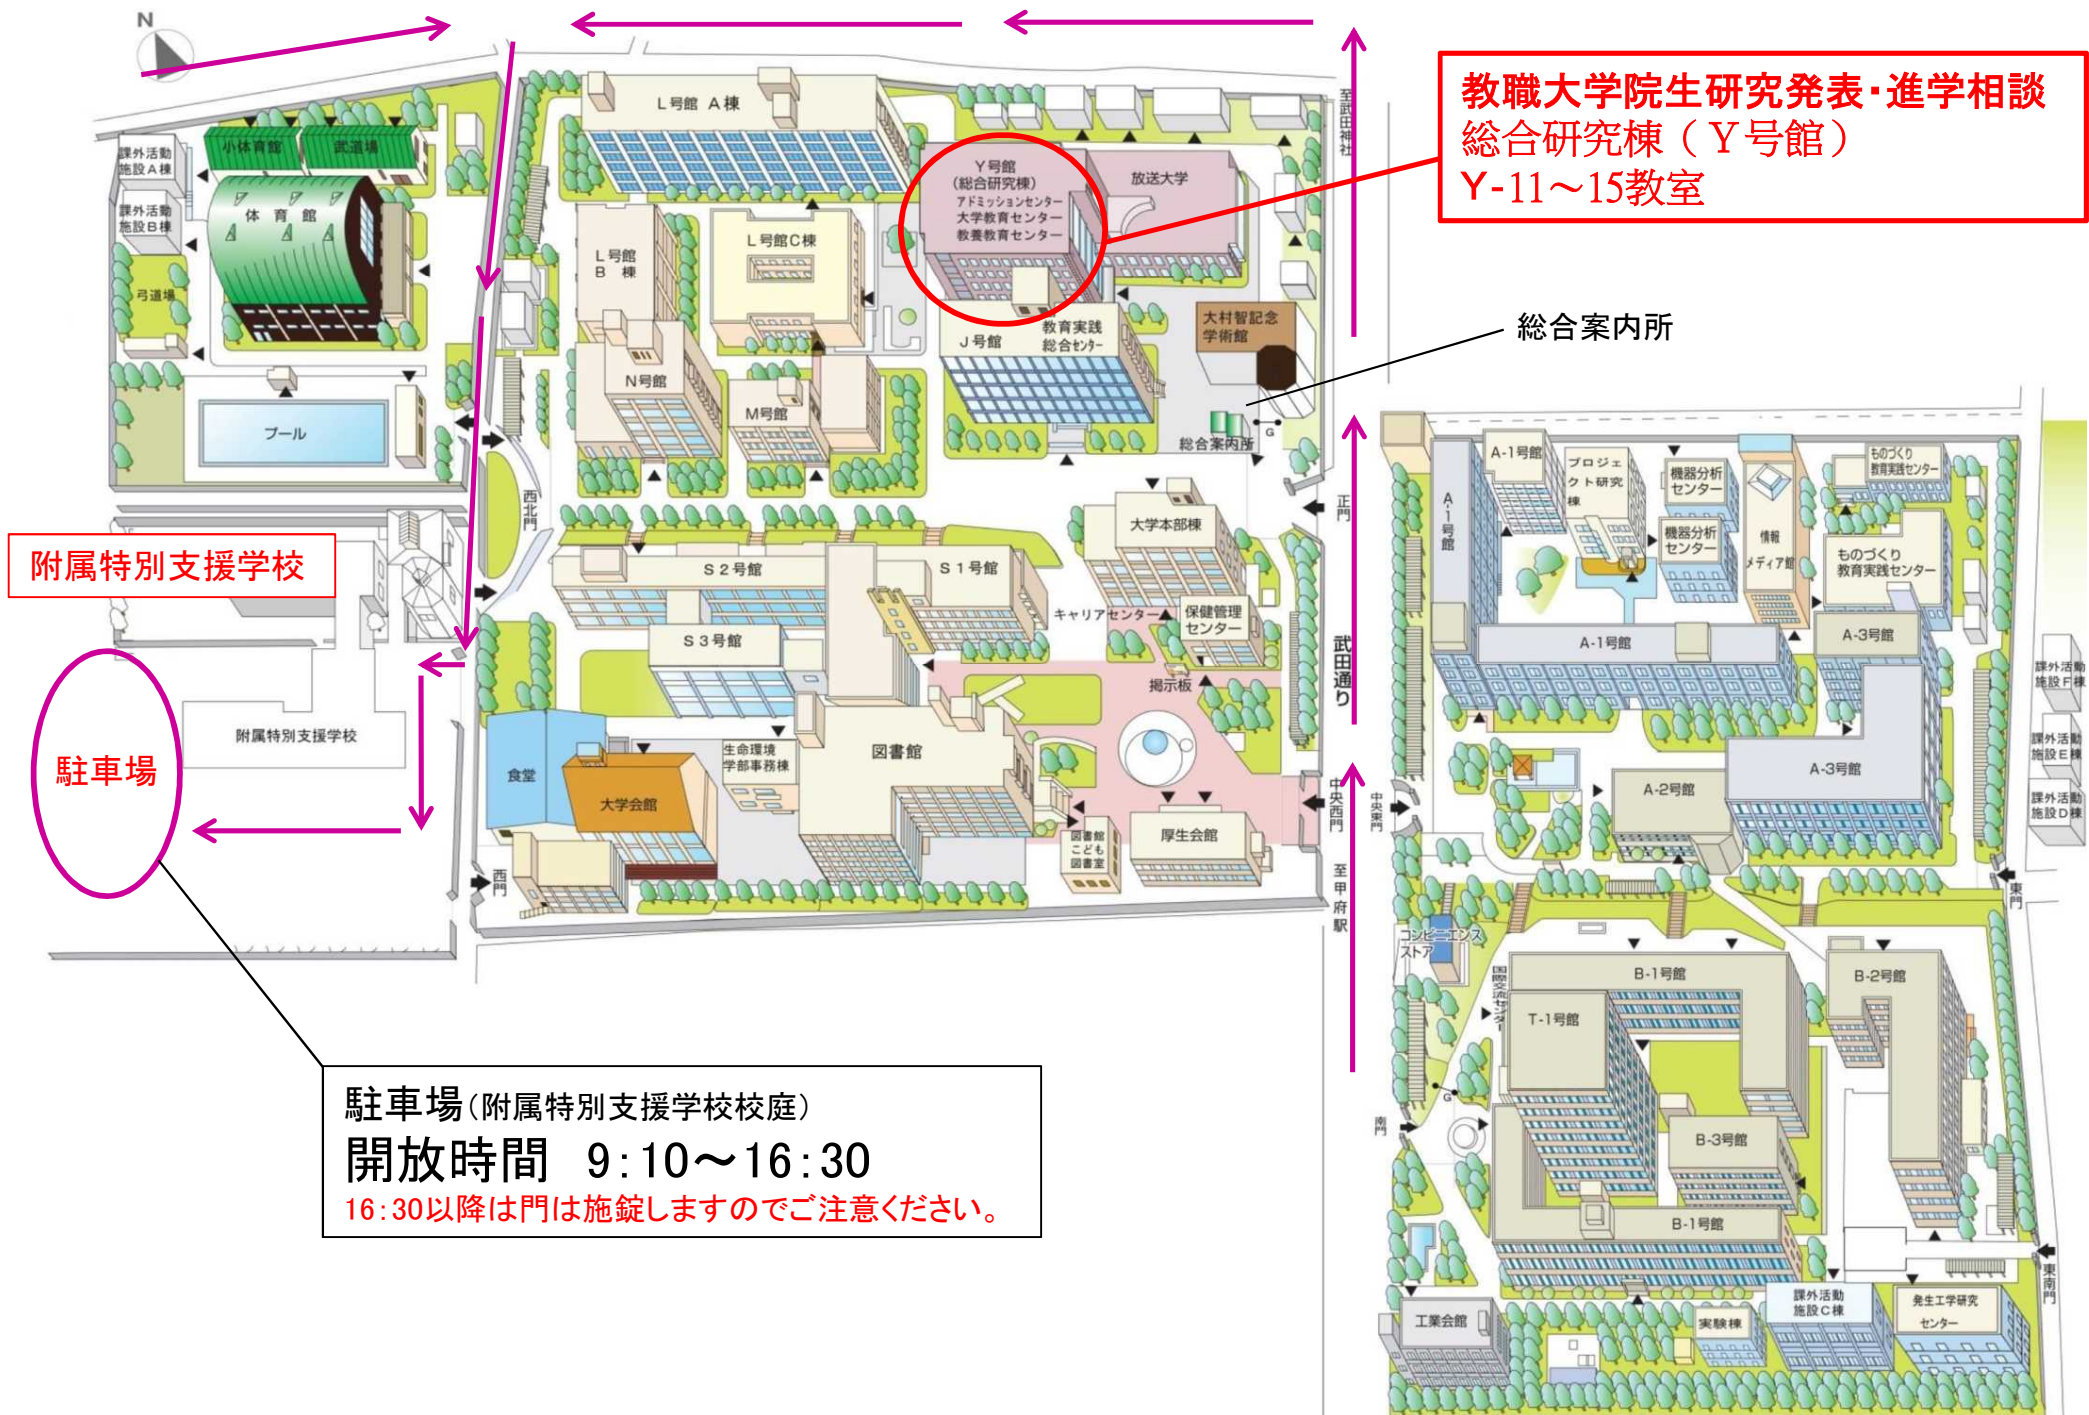 N
教職大学院生研究発表・進学相談
総合研究棟（Ｙ号館）
Y-11～15教室
総合案内所
附属特別支援学校
駐車場
駐車場(附属特別支援学校校庭)
開放時間　9:10～16:30
16:30以降は門は施錠しますのでご注意ください。
課外活動
施設A棟
課外活動
施設B棟
小体育館
武道場
体育館
弓道場
プール
L号館 A棟
L号館
B 棟
L号館C棟
N号館
M号館
Y号館
(総合研究棟)
アドミッションセンター
大学教育センター
教養教育センター
放送大学
J号館
教育実践
総合センター
大村智記念
学術館
総合案内所
G
至武田神社
正門
西北門
大学本部棟
S2号館
S1号館
S3号館
キャリアセンター
保健管理
センター
掲示板
武田通り
附属特別支援学校
食堂
大学会館
生命環境
学部事務棟
図書館
図書館
こども
図書室
厚生会館
中央西門
至甲府駅
西門
A-1号館
A-1号館
プロジェ
クト研究
棟
機器分析
センター
機器分析
センター
情報
メディア館
ものづくり
教育実践センター
ものづくり
教育実践センター
A-1号館
A-3号館
A-3号館
A-2号館
課外活動
施設F棟
課外活動
施設E棟
課外活動
施設D棟
中央東門
東門
コンビニエンス
ストア
国際交流センター
B-1号館
B-2号館
T-1号館
B-3号館
B-1号館
G
南門
東南門
工業会館
実験棟
課外活動
施設C棟
発生工学研究
センター